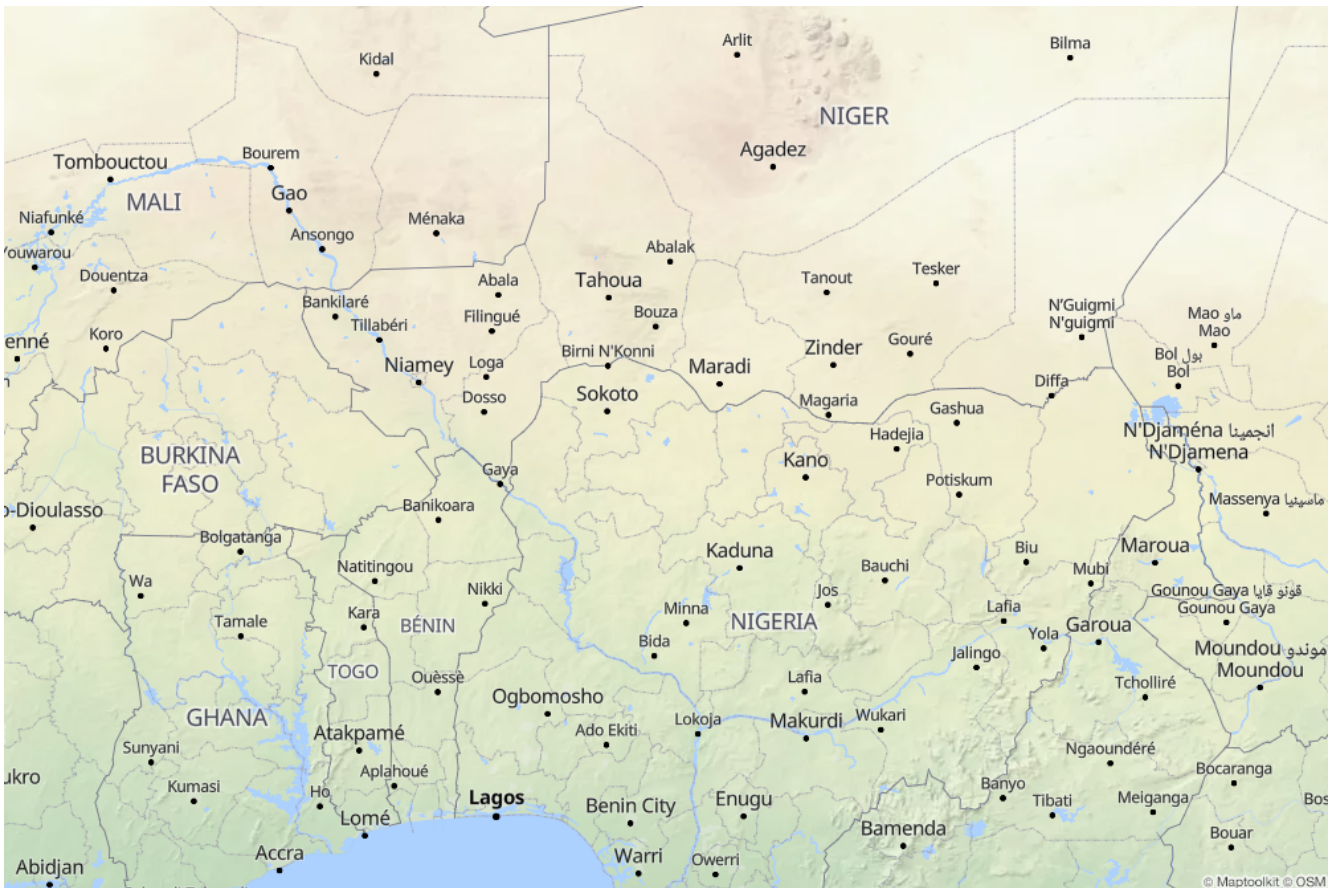 Arlit
Bilma
Kidal
NIGER
Agadez
Bourem
Tombouctou
Gao
MALI
Niafunké
Ménaka
Ansongo
Abalak
Douentza
Tahoua
Abala
Tesker
Tanout
Bankilaré
Filingué
Bouza
N'Guigmi
N'guigmi
Mao ماو
Mao
Tillabéri
Koro
enné
Gouré
Zinder
Birni N'Konni
Bol بول
Bol
Niamey
Loga
Maradi
Diffa
Dosso
Sokoto
Magaria
Gashua
N'Djaména انجمينا
N'Djamena
Hadejia
BURKINA
FASO
Kano
Gaya
Potiskum
Massenya ماسينيا
Banikoara
o-Dioulasso
Bolgatanga
Kaduna
Biu
Maroua
Natitingou
Bauchi
Mubi
Wa
Nikki
Jos
Gounou Gaya قونو قايا
Gounou Gaya
Kara
Minna
Lafia
Tamale
BÉNIN
NIGERIA
Garoua
Yola
Bida
Moundou موندو
Moundou
Jalingo
TOGO
Ouèssè
Lafia
Tcholliré
Ogbomosho
GHANA
Lokoja
Makurdi
Wukari
Atakpamé
Ado Ekiti
Sunyani
Ngaoundéré
Aplahoué
Bocaranga
ukro
Kumasi
Ho
Lagos
Benin City
Enugu
Banyo
Tibati
Meiganga
Bos
Lomé
Bamenda
Bouar
Accra
Warri
Owerri
Abidjan
© Maptoolkit © OSM